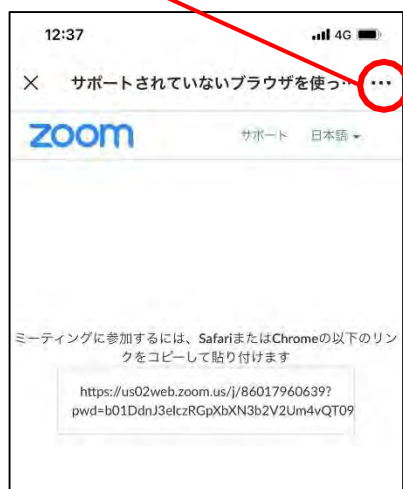 12:37
4G
× サポートされていないブラウザを使っ… …
zoom サポート 日本語
ミーティングに参加するには、SafariまたはChromeの以下のリン
クをコピーして貼り付けます
https://us02web.zoom.us/j/86017960639?
pwd=b01DdnJ3elczRGpXbXN3b2V2Um4vQT09